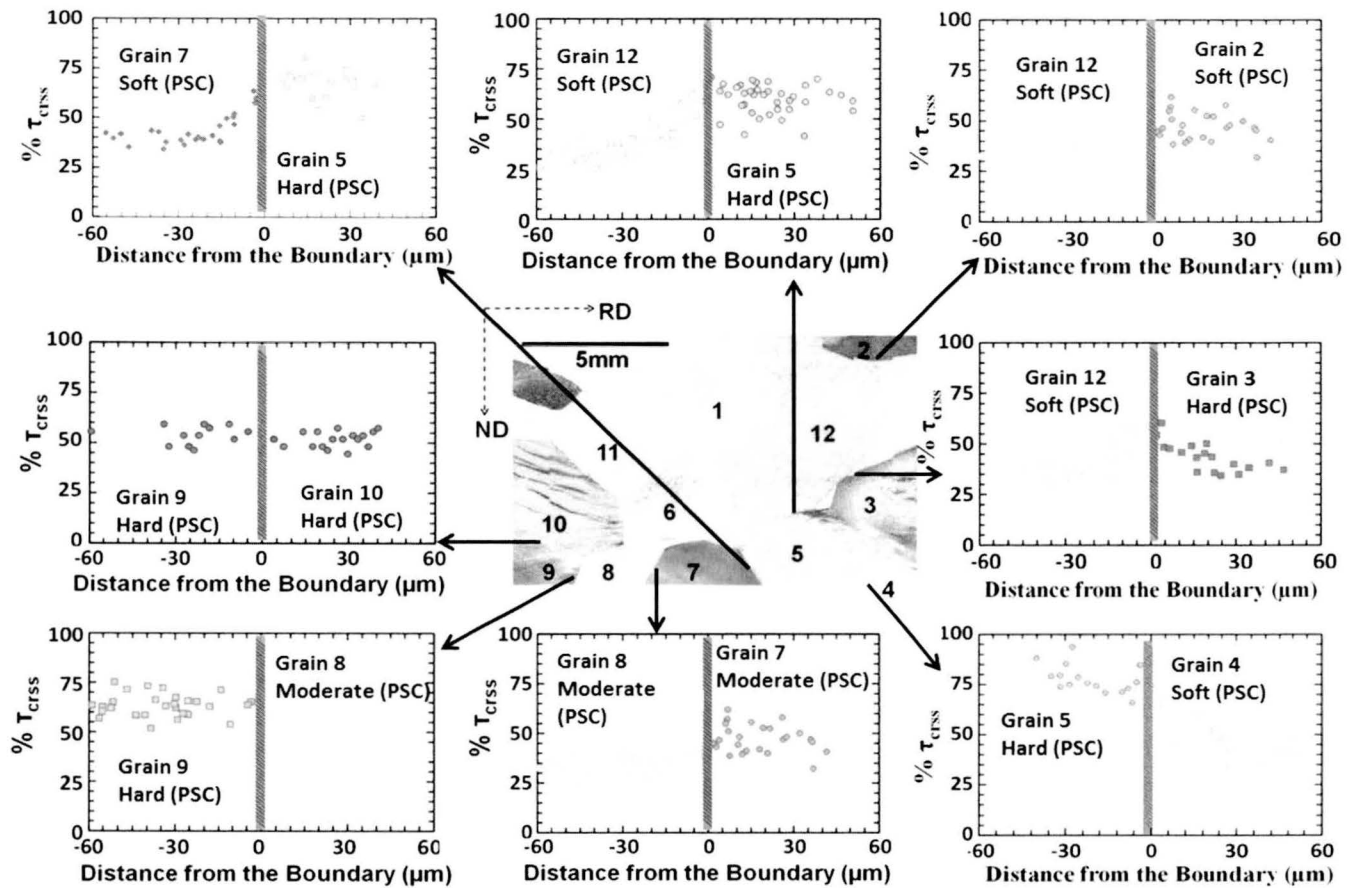 100
75
50
25
0
% τcrss
Grain 7
Soft (PSC)
Grain 5
Hard (PSC)
-60 -30 0 30 60
Distance from the Boundary (µm)
100
75
50
25
0
% τcrss
Grain 12
Soft (PSC)
Grain 5
Hard (PSC)
-60 -30 0 30 60
Distance from the Boundary (µm)
100
75
50
25
0
% τcrss
Grain 12
Soft (PSC)
Grain 2
Soft (PSC)
-60 -30 0 30 60
Distance from the Boundary (µm)
100
75
50
25
0
% τcrss
Grain 9
Hard (PSC)
Grain 10
Hard (PSC)
-60 -30 0 30 60
Distance from the Boundary (µm)
RD
5mm
ND
2
1
12
11
3
6
10
5
9
8
7
4
100
75
50
25
0
% τcrss
Grain 12
Soft (PSC)
Grain 3
Hard (PSC)
-60 -30 0 30 60
Distance from the Boundary (µm)
100
75
50
25
0
% τcrss
Grain 8
Moderate (PSC)
Grain 9
Hard (PSC)
-60 -30 0 30 60
Distance from the Boundary (µm)
100
75
50
25
0
% τcrss
Grain 8
Moderate
(PSC)
Grain 7
Moderate (PSC)
-60 -30 0 30 60
Distance from the Boundary (µm)
100
75
50
25
0
% τcrss
Grain 5
Hard (PSC)
Grain 4
Soft (PSC)
-60 -30 0 30 60
Distance from the Boundary (µm)